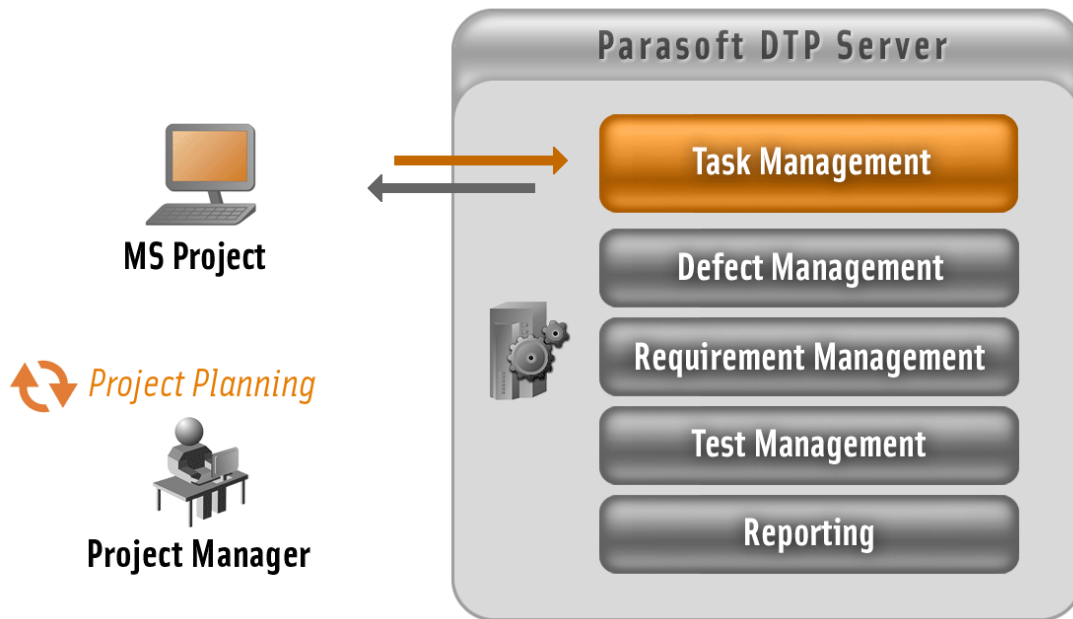 Parasoft DTP Server
Task Management
MS Project
Defect Management
Requirement Management
Project Planning
Test Management
Project Manager
Reporting